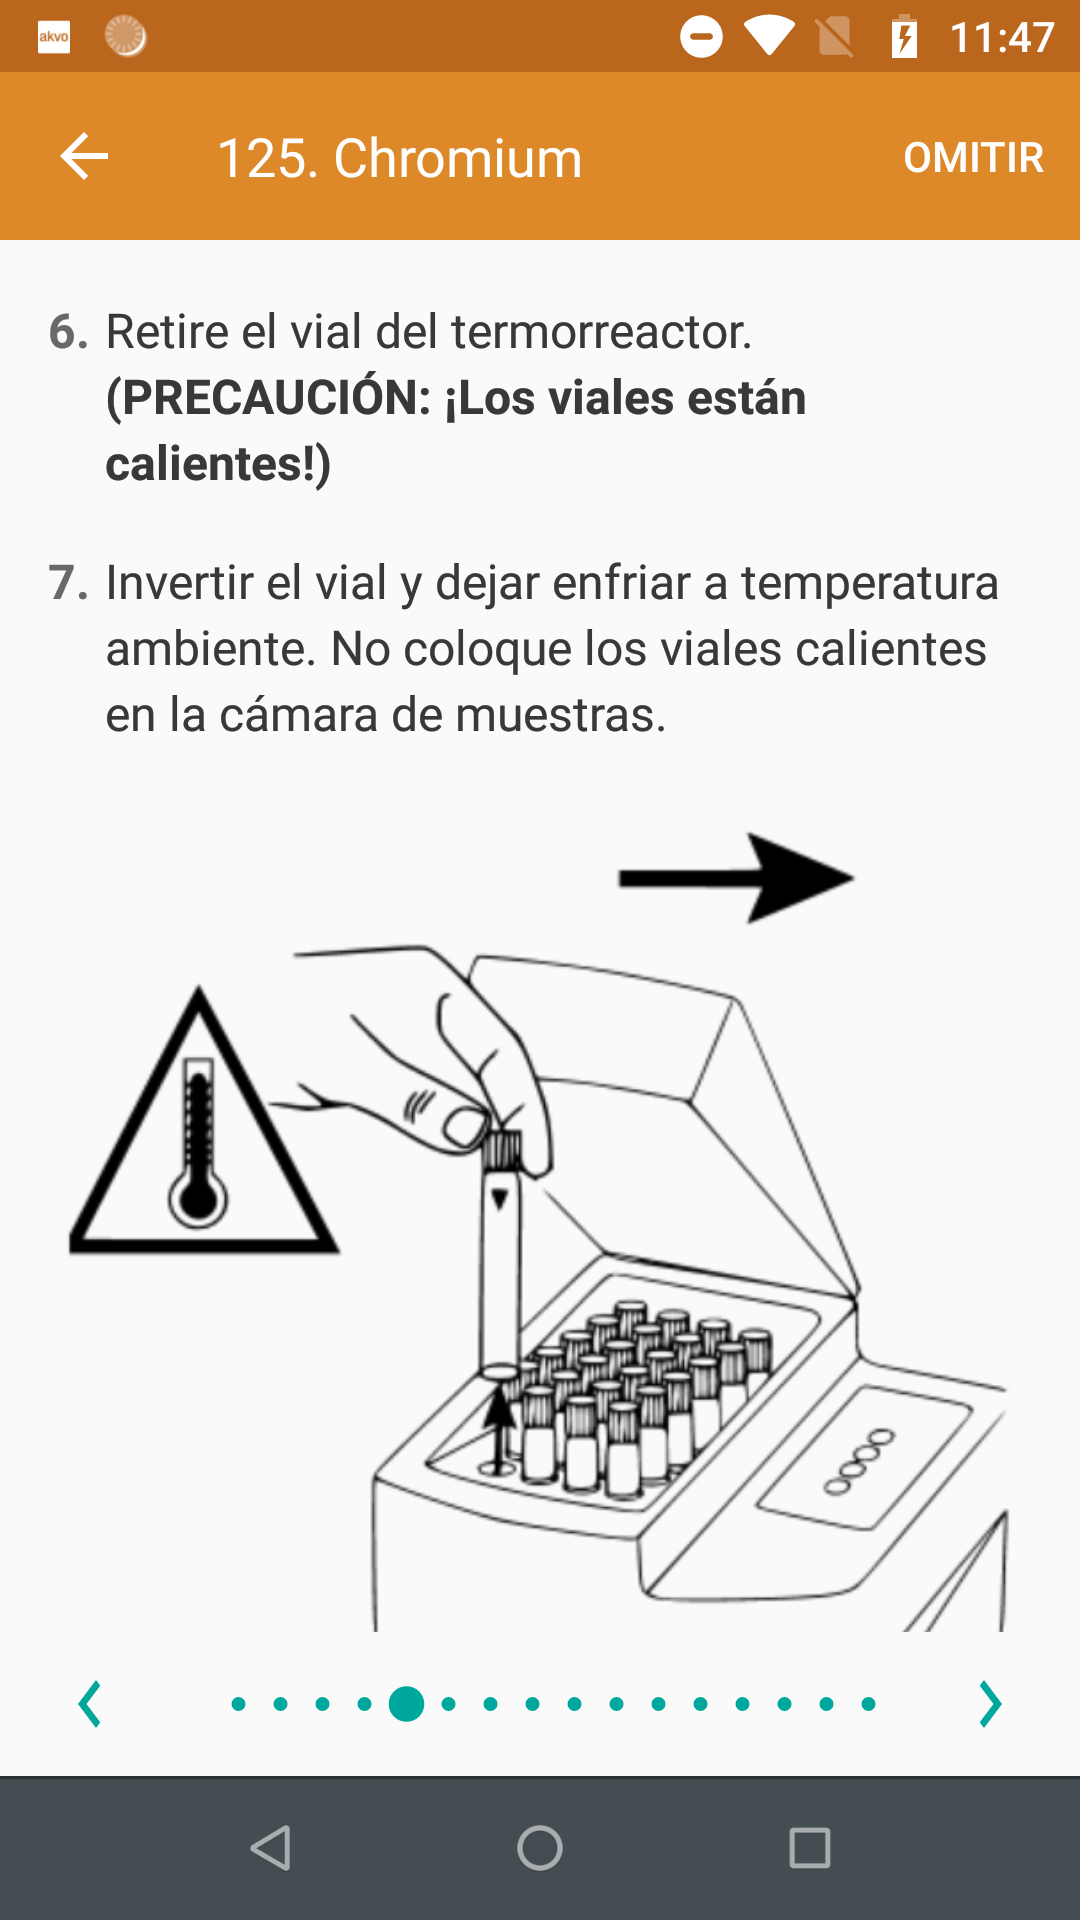 akvo
11:47
125. Chromium
OMITIR
6. Retire el vial del termorreactor.
(PRECAUCIÓN: ¡Los viales están
calientes!)
7. Invertir el vial y dejar enfriar a temperatura
ambiente. No coloque los viales calientes
en la cámara de muestras.